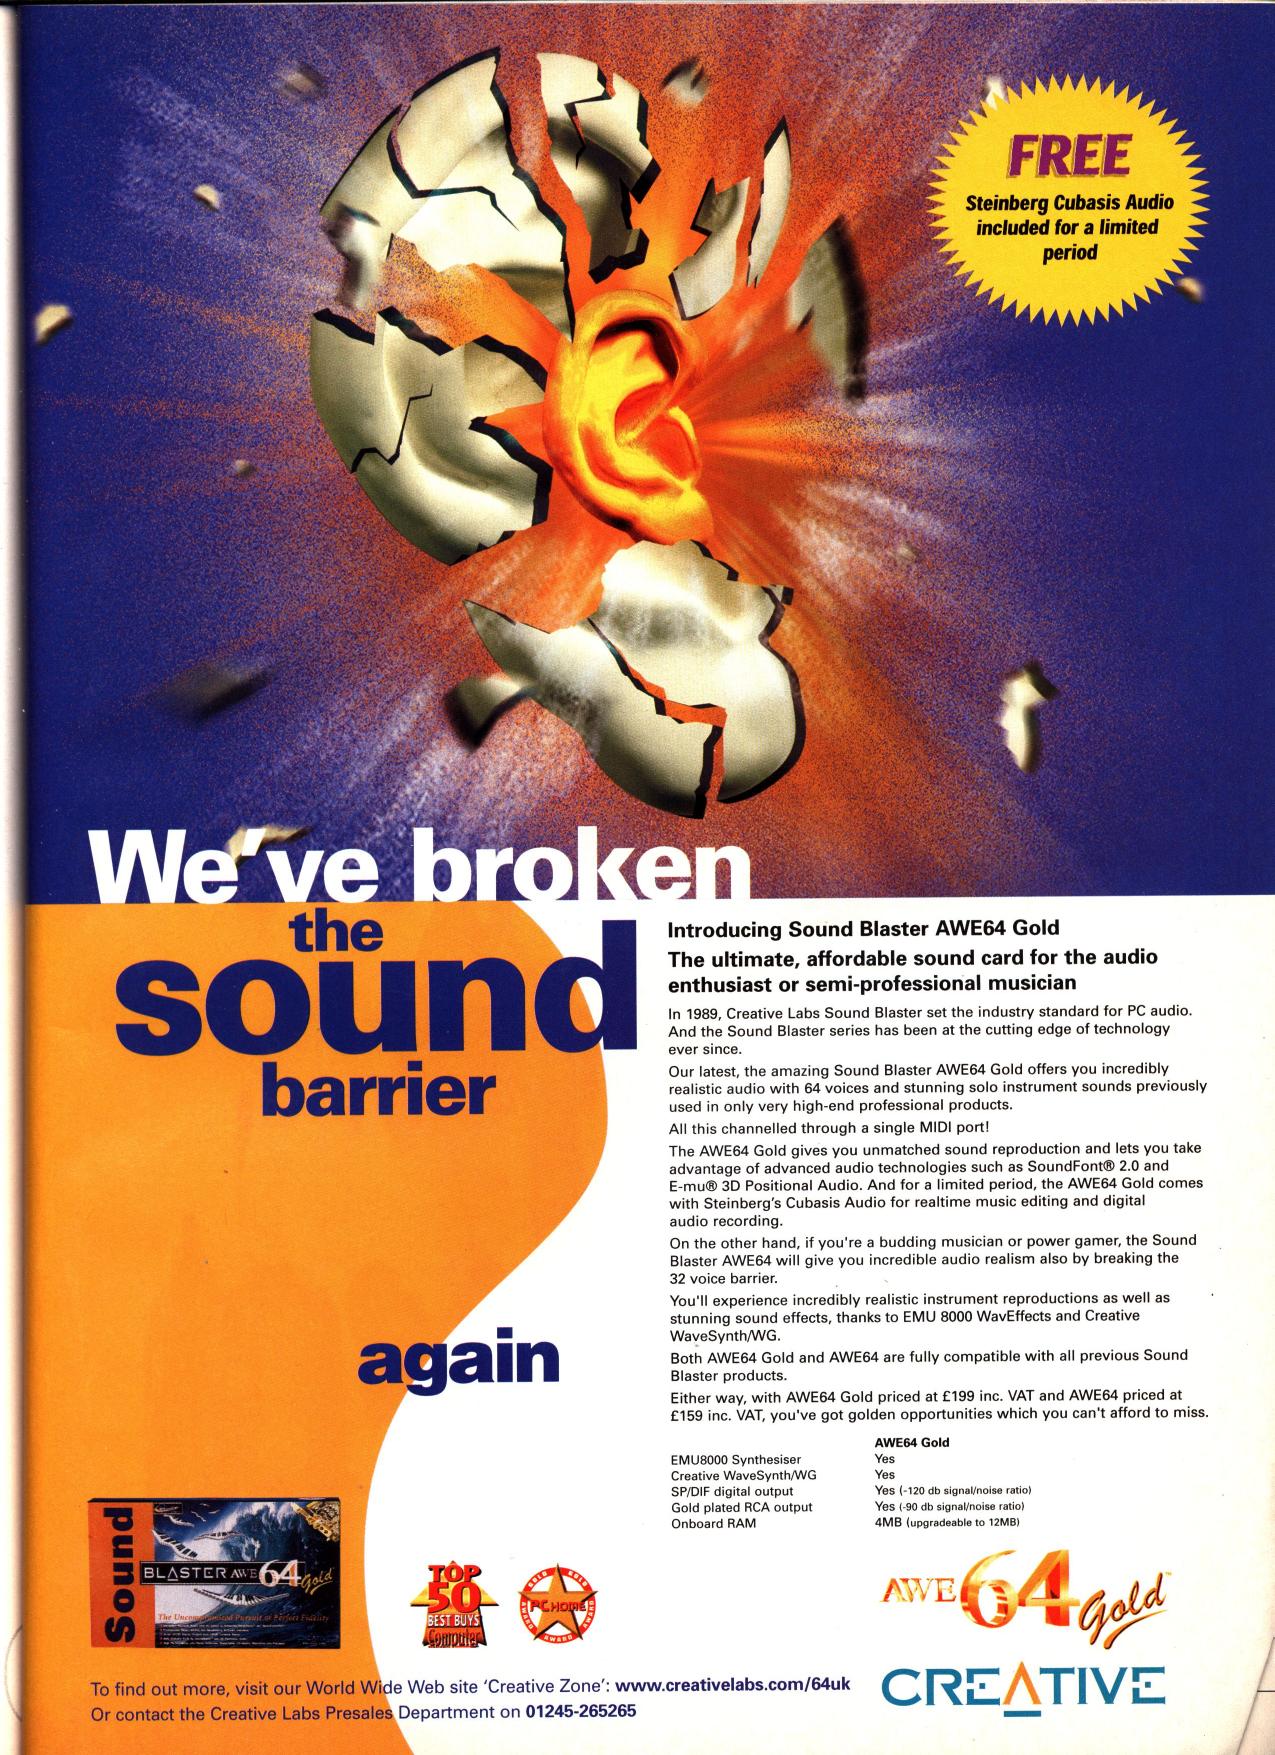 FREE
Steinberg Cubasis Audio
included for a limited
period
We've broken
the
sound
barrier
again
Introducing Sound Blaster AWE64 Gold
The ultimate, affordable sound card for the audio
enthusiast or semi-professional musician
In 1989, Creative Labs Sound Blaster set the industry standard for PC audio.
And the Sound Blaster series has been at the cutting edge of technology
ever since.
Our latest, the amazing Sound Blaster AWE64 Gold offers you incredibly
realistic audio with 64 voices and stunning solo instrument sounds previously
used in only very high-end professional products.
All this channelled through a single MIDI port!
The AWE64 Gold gives you unmatched sound reproduction and lets you take
advantage of advanced audio technologies such as SoundFont® 2.0 and
E-mu® 3D Positional Audio. And for a limited period, the AWE64 Gold comes
with Steinberg's Cubasis Audio for realtime music editing and digital
audio recording.
On the other hand, if you're a budding musician or power gamer, the Sound
Blaster AWE64 will give you incredible audio realism also by breaking the
32 voice barrier.
You'll experience incredibly realistic instrument reproductions as well as
stunning sound effects, thanks to EMU 8000 WavEffects and Creative
WaveSynth/WG.
Both AWE64 Gold and AWE64 are fully compatible with all previous Sound
Blaster products.
Either way, with AWE64 Gold priced at £199 inc. VAT and AWE64 priced at
£159 inc. VAT, you've got golden opportunities which you can't afford to miss.
AWE64 Gold
EMU8000 Synthesiser Yes
Creative WaveSynth/WG Yes
SP/DIF digital output Yes (-120 db signal/noise ratio)
Gold plated RCA output Yes (-90 db signal/noise ratio)
Onboard RAM 4MB (upgradeable to 12MB)
Sound
BLASTER AWE64 Gold
The Uncompromised Pursuit of Perfect Fidelity
TOP
50
BEST BUYS
Computer
GOLD GOLD
PC HOME
AWARD AWARD AWARD
AWE64 Gold™
CREATIVE
To find out more, visit our World Wide Web site 'Creative Zone': www.creativelabs.com/64uk
Or contact the Creative Labs Presales Department on 01245-265265